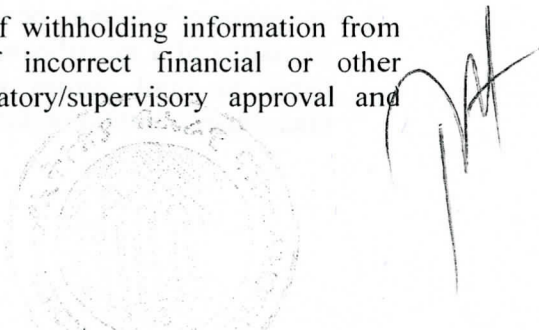 f withholding information from
incorrect financial or other
atory/supervisory approval and